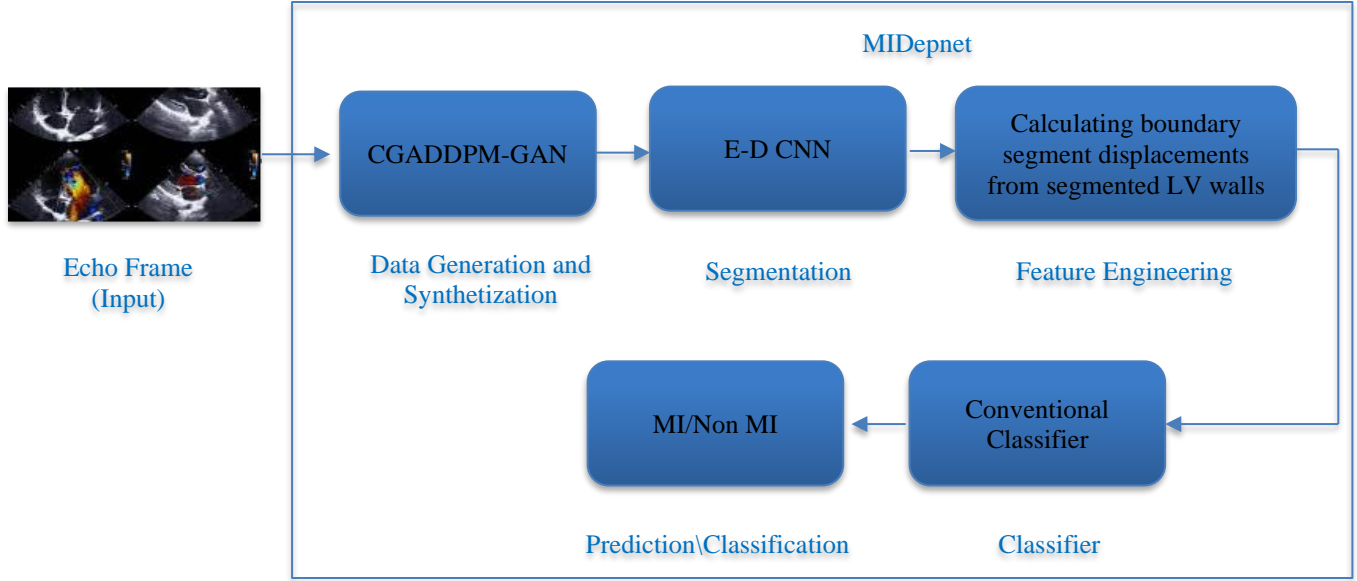 MIDepnet
CGADDPM-GAN
E-D CNN
Calculating boundary
segment displacements
from segmented LV walls
Echo Frame
(Input)
Data Generation and
Synthetization
Segmentation
Feature Engineering
MI/Non MI
Conventional
Classifier
Prediction\Classification
Classifier